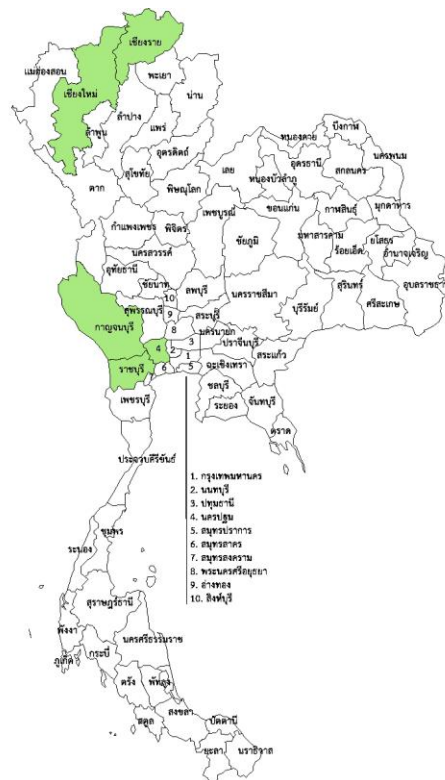 เชียงราย
แม่ฮ่องสอน
พะเยา
น่าน
เชียงใหม่
ลำปาง
ลำพูน
แพร่
บึงกาฬ
หนองคาย
อุตรดิตถ์
เลย
อุดรธานี
นครพนม
สกลนคร
สุโขทัย
หนองบัวลำภู
ตาก
พิษณุโลก
ขอนแก่น
กาฬสินธุ์
มุกดาหาร
เพชรบูรณ์
กำแพงเพชร
พิจิตร
มหาสารคาม
ยโสธร
ชัยภูมิ
ร้อยเอ็ด
อำนาจเจริญ
นครสวรรค์
อุทัยธานี
ชัยนาท
ลพบุรี
นครราชสีมา
สุรินทร์
อุบลราชธานี
10
สุพรรณบุรี
9
สระบุรี
บุรีรัมย์
ศรีสะเกษ
กาญจนบุรี
8
นครนายก
3
ปราจีนบุรี
4
2
1
สระแก้ว
ราชบุรี
6
5
ฉะเชิงเทรา
ชลบุรี
เพชรบุรี
ระยอง
จันทบุรี
ตราด
ประจวบคีรีขันธ์
1. กรุงเทพมหานคร
2. นนทบุรี
3. ปทุมธานี
4. นครปฐม
5. สมุทรปราการ
6. สมุทรสาคร
7. สมุทรสงคราม
8. พระนครศรีอยุธยา
9. อ่างทอง
10. สิงห์บุรี
ชุมพร
ระนอง
สุราษฎร์ธานี
พังงา
นครศรีธรรมราช
ภูเก็ต
กระบี่
ตรัง
พัทลุง
สตูล
สงขลา
ปัตตานี
ยะลา
นราธิวาส